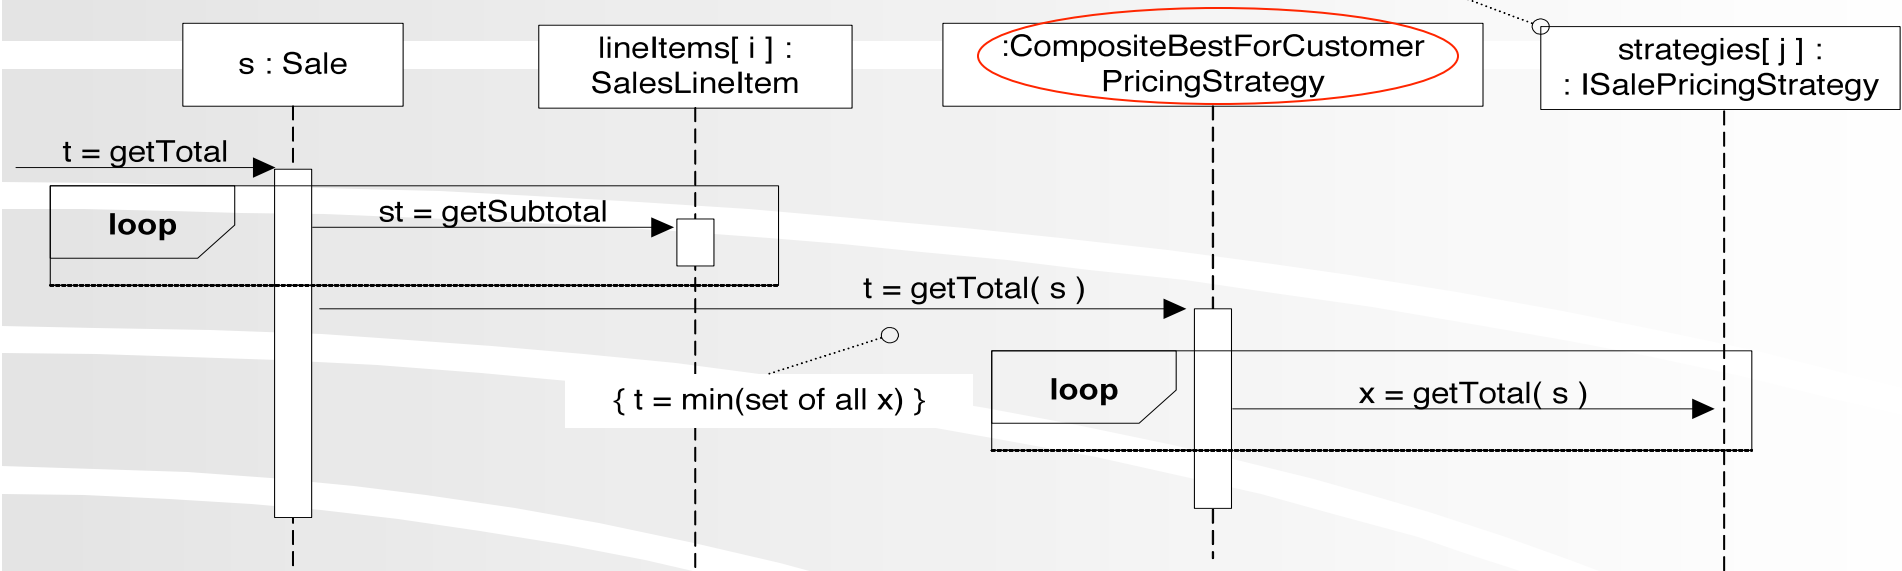 s : Sale
lineItems[ i ] :
SalesLineItem
:CompositeBestForCustomer
PricingStrategy
strategies[ j ] :
: ISalePricingStrategy
t = getTotal
loop
st = getSubtotal
t = getTotal( s )
{ t = min(set of all x) }
loop
x = getTotal( s )